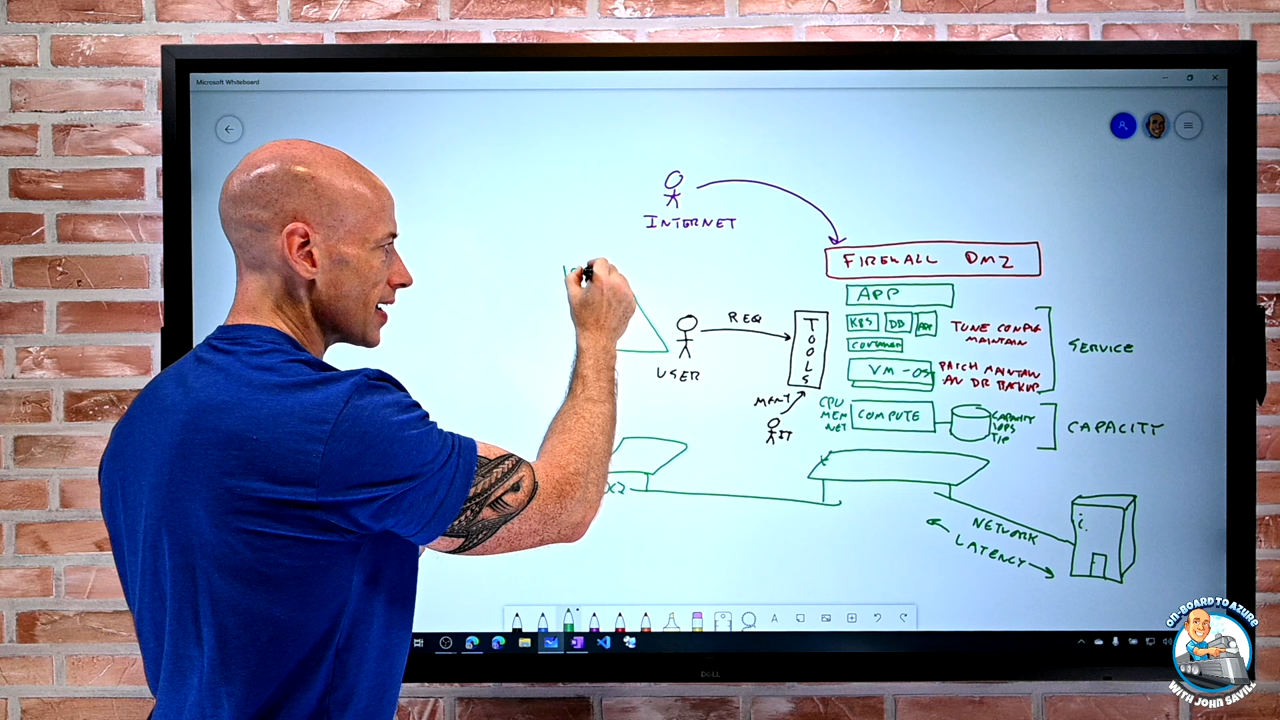 Microsoft Whiteboard
INTERNET
FIREWALL DMZ
APP
REQ
TOOLS
K8S
DB
APP
CONTAINER
TUNE CONFIG
MAINTAIN
SERVICE
USER
VM - OS
PATCH MAINTAIN
AV DR BACKUP
MGMT
IT
CPU
MEM
NET
COMPUTE
CAPACITY
IOPS
T/P
CAPACITY
X2
NETWORK
LATENCY
i.
A
DELL
ON-BOARD TO AZURE
WITH JOHN SAVILL